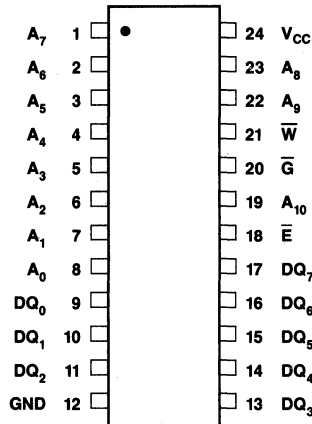 A₇ 1 24 V_CC
A₆ 2 23 A₈
A₅ 3 22 A₉
A₄ 4 21 W̅
A₃ 5 20 G̅
A₂ 6 19 A₁₀
A₁ 7 18 E̅
A₀ 8 17 DQ₇
DQ₀ 9 16 DQ₆
DQ₁ 10 15 DQ₅
DQ₂ 11 14 DQ₄
GND 12 13 DQ₃